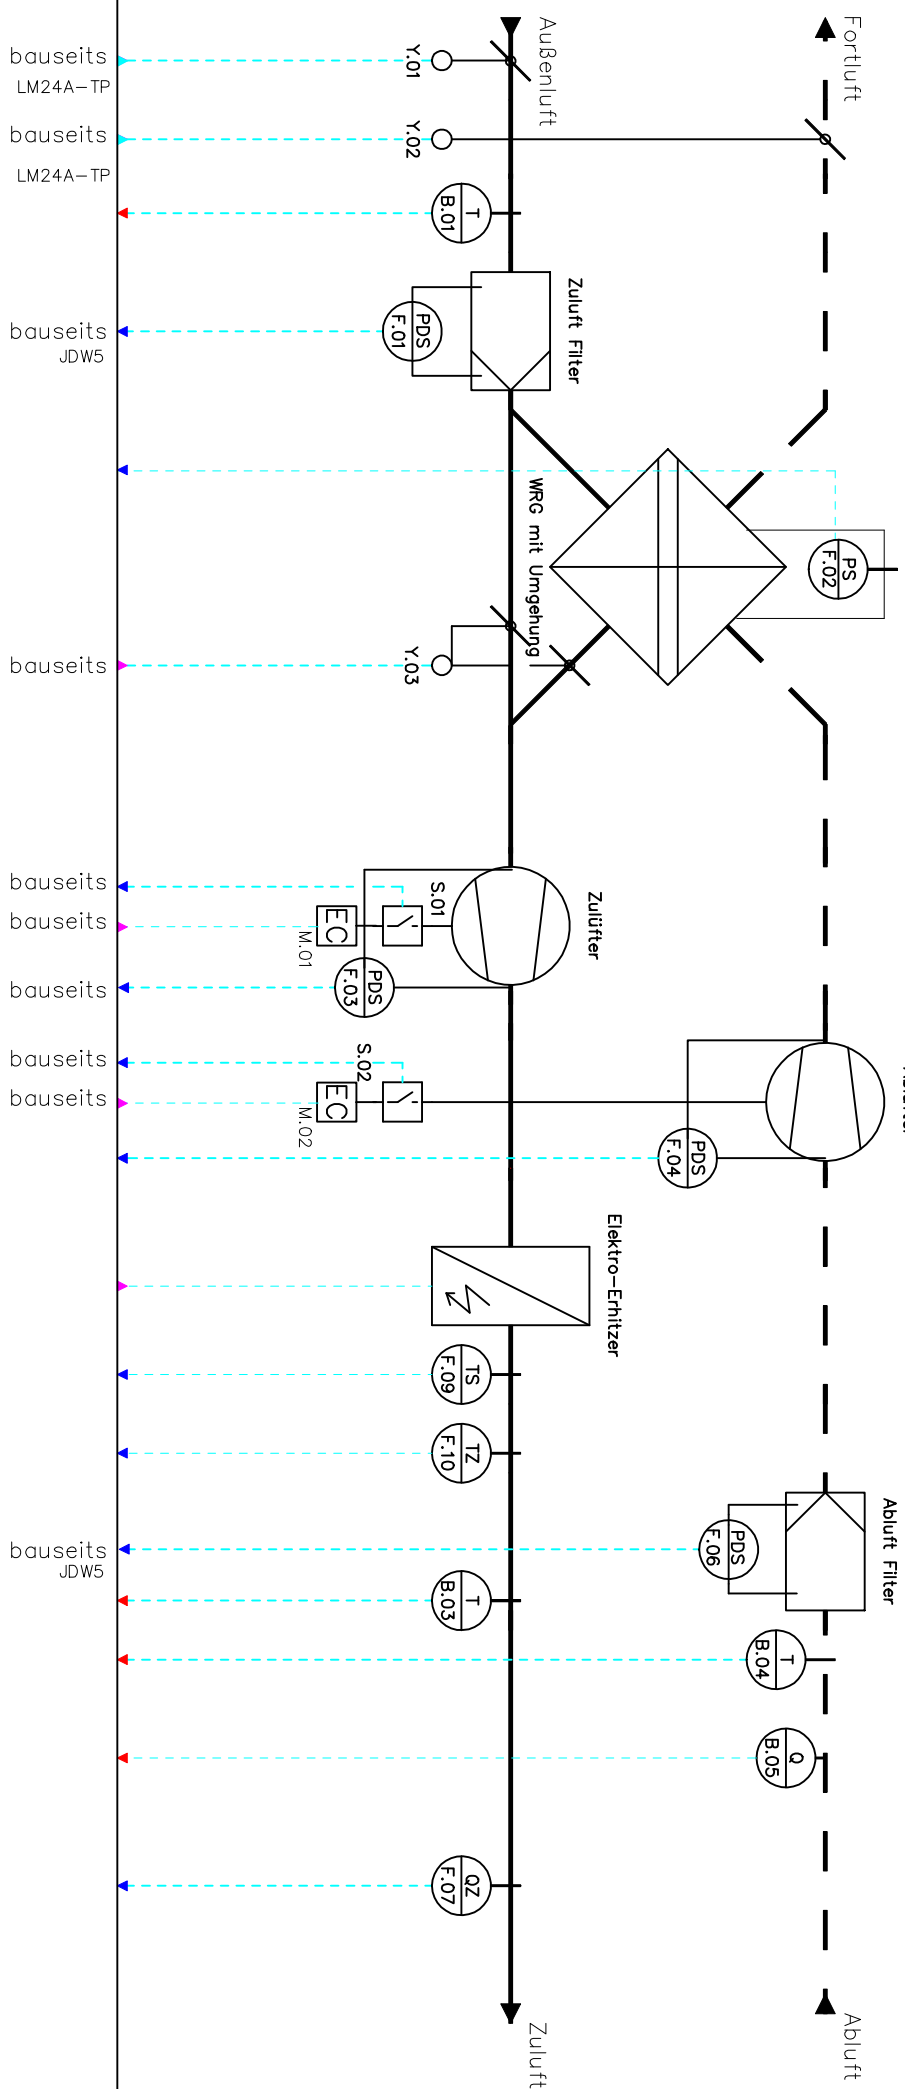 Fortluft
Außenluft
bauseits
LM24A-TP
Y.01
bauseits
LM24A-TP
Y.02
T
B.01
Zuluft Filter
bauseits
JDW5
PDS
F.01
WRG mit Umgehung
PS
F.02
bauseits
Y.03
Zulüfter
bauseits
S.01
bauseits
EC
M.01
bauseits
PDS
F.03
bauseits
S.02
bauseits
EC
M.02
PDS
F.04
Elektro-Erhitzer
TS
F.09
TZ
F.10
Abluft Filter
bauseits
JDW5
PDS
F.06
T
B.03
T
B.04
Q
B.05
QZ
F.07
Zuluft
Abluft